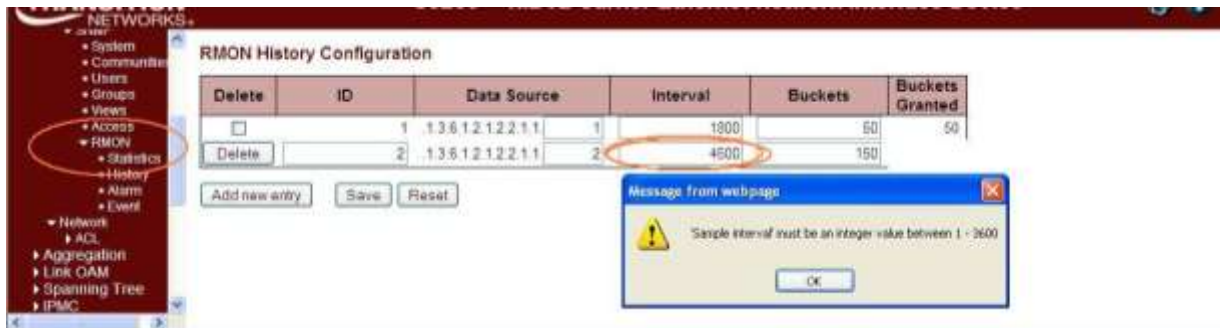 NETWORKS
System
Communities
Users
Groups
Views
Access
RMON
Statistics
History
Alarm
Event
Network
ACL
Aggregation
Link OAM
Spanning Tree
IPMC
RMON History Configuration
Delete ID Data Source Interval Buckets Buckets Granted
1 .1.3.6.1.2.1.2.2.1.1. 1 1800 50 50
Delete 2 .1.3.6.1.2.1.2.2.1.1. 2 4600 150
Add new entry Save Reset
Message from webpage
'Sample interval' must be an integer value between 1 - 3600
OK